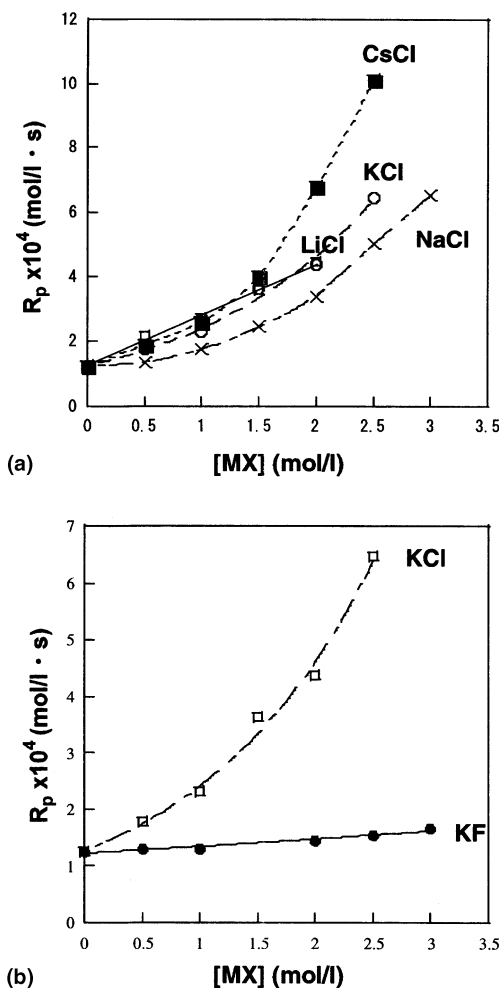 12
10
8
6
4
2
0
R_p x10^4 (mol/l・s)
CsCl
KCl
LiCl
NaCl
0 0.5 1 1.5 2 2.5 3 3.5
[MX] (mol/l)
(a)
7
6
5
4
3
2
1
0
R_p x10^4 (mol/l・s)
KCl
KF
0 0.5 1 1.5 2 2.5 3 3.5
[MX] (mol/l)
(b)